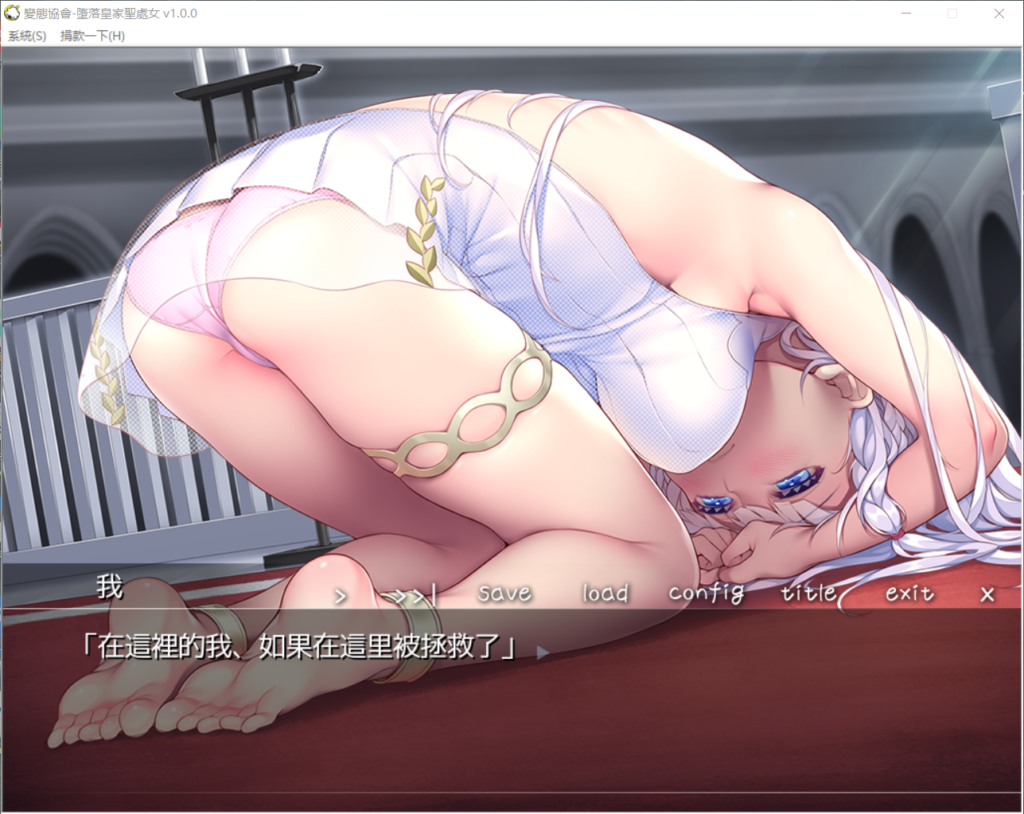 變態協會-墮落皇家聖處女 v1.0.0
系統(S) 捐款一下(H)
我
> >>| save load config title exit x
「在這裡的我、如果在這里被拯救了」